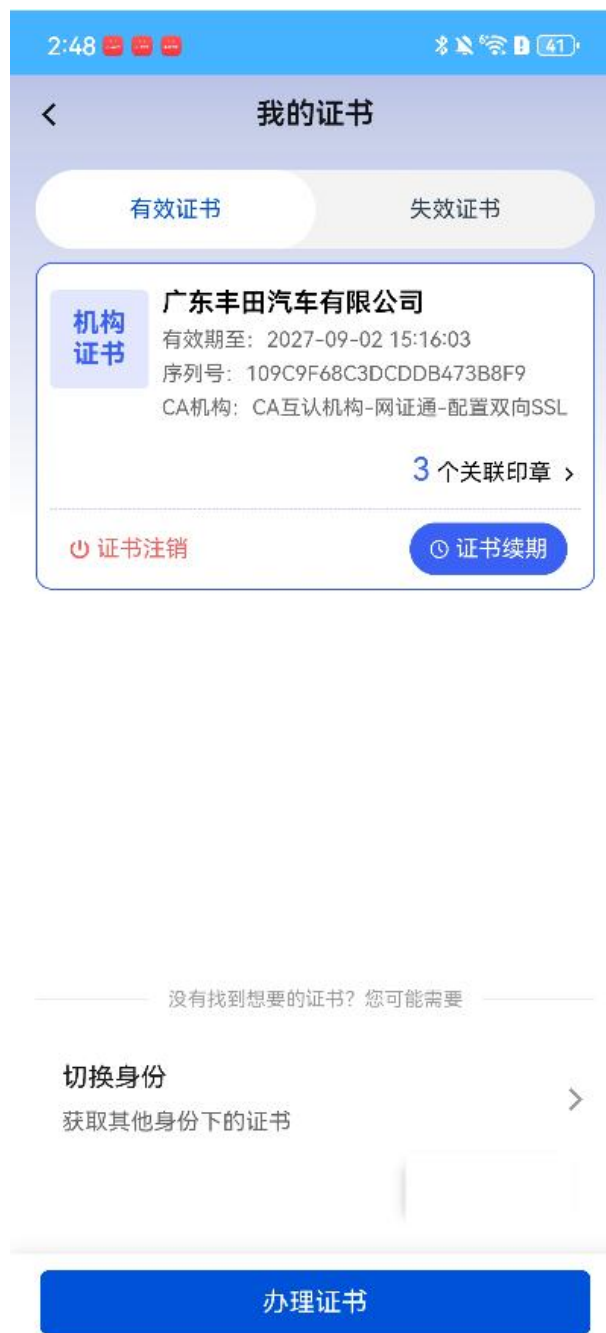 2:48
41
我的证书
有效证书
失效证书
机构
证书
广东丰田汽车有限公司
有效期至：2027-09-02 15:16:03
序列号：109C9F68C3DCDDB473B8F9
CA机构：CA互认机构-网证通-配置双向SSL
3 个关联印章
证书注销
证书续期
没有找到想要的证书？您可能需要
切换身份
获取其他身份下的证书
办理证书